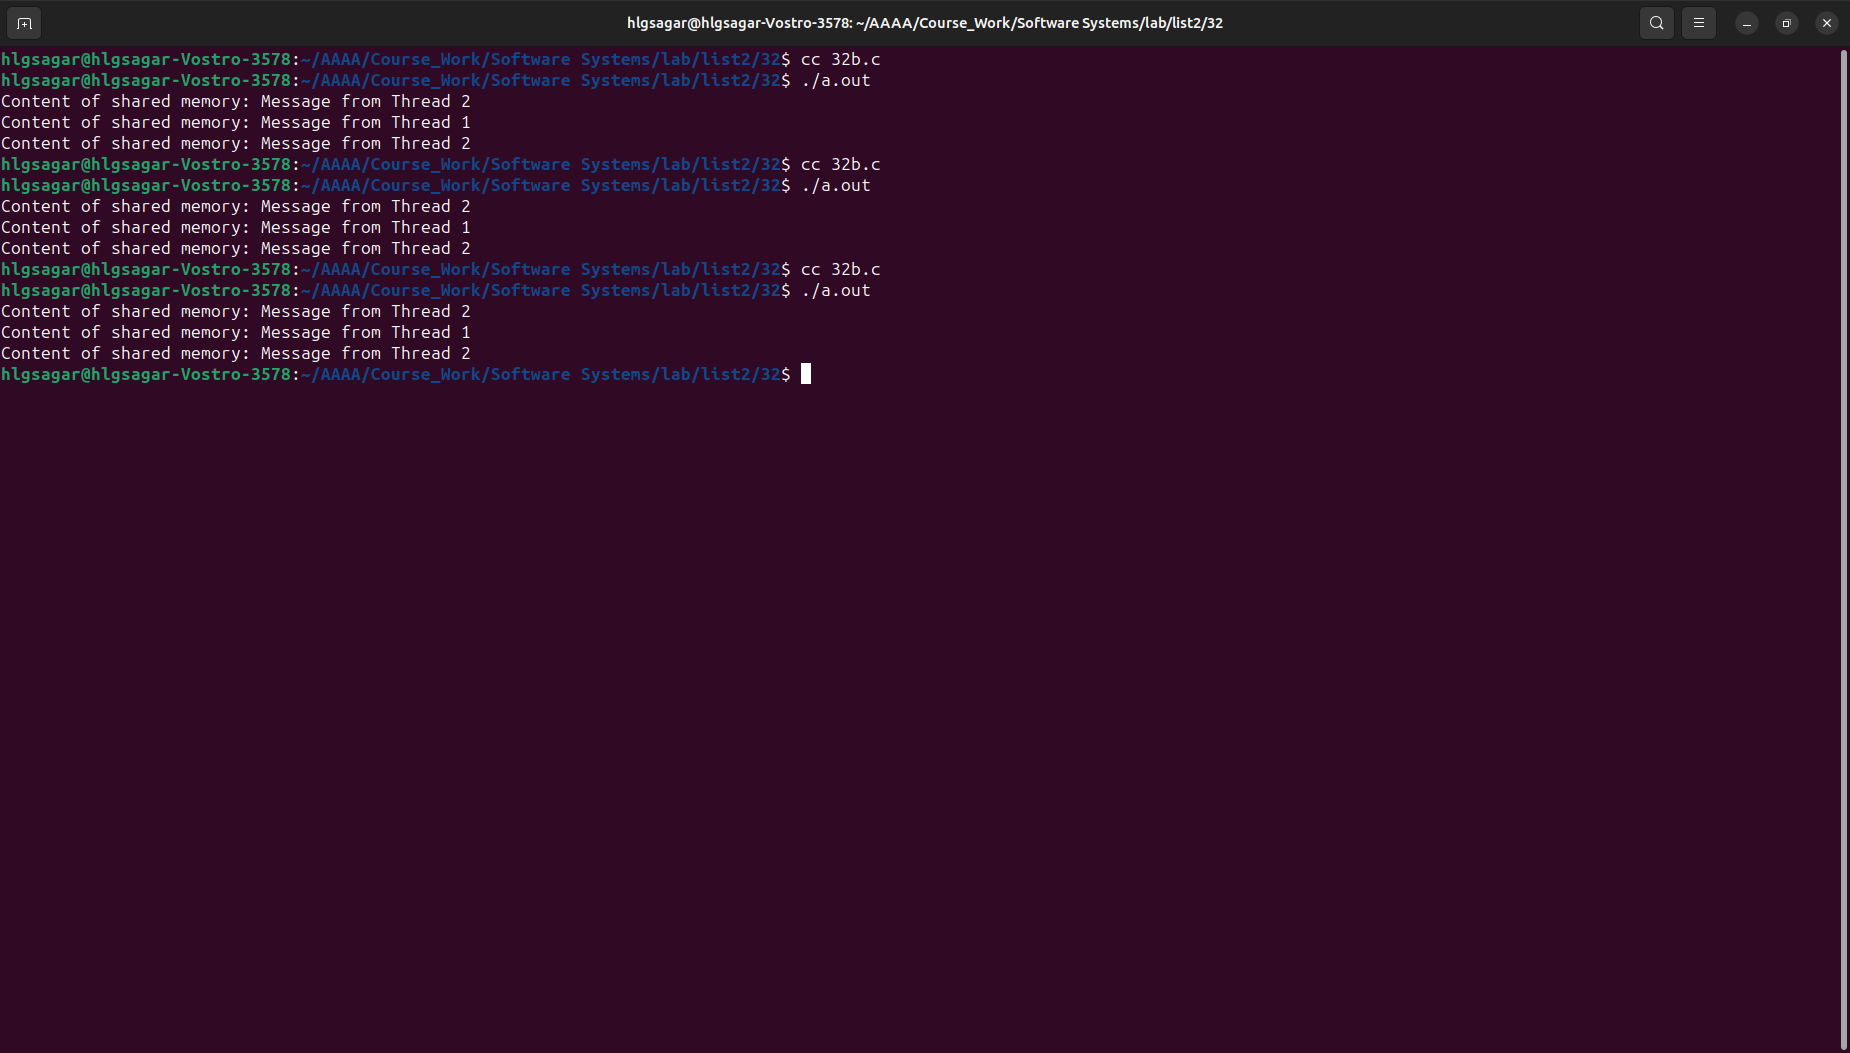 hlgsagar@hlgsagar-Vostro-3578: ~/AAAA/Course_Work/Software Systems/lab/list2/32
hlgsagar@hlgsagar-Vostro-3578:~/AAAA/Course_Work/Software Systems/lab/list2/32$ cc 32b.c
hlgsagar@hlgsagar-Vostro-3578:~/AAAA/Course_Work/Software Systems/lab/list2/32$ ./a.out
Content of shared memory: Message from Thread 2
Content of shared memory: Message from Thread 1
Content of shared memory: Message from Thread 2
hlgsagar@hlgsagar-Vostro-3578:~/AAAA/Course_Work/Software Systems/lab/list2/32$ cc 32b.c
hlgsagar@hlgsagar-Vostro-3578:~/AAAA/Course_Work/Software Systems/lab/list2/32$ ./a.out
Content of shared memory: Message from Thread 2
Content of shared memory: Message from Thread 1
Content of shared memory: Message from Thread 2
hlgsagar@hlgsagar-Vostro-3578:~/AAAA/Course_Work/Software Systems/lab/list2/32$ cc 32b.c
hlgsagar@hlgsagar-Vostro-3578:~/AAAA/Course_Work/Software Systems/lab/list2/32$ ./a.out
Content of shared memory: Message from Thread 2
Content of shared memory: Message from Thread 1
Content of shared memory: Message from Thread 2
hlgsagar@hlgsagar-Vostro-3578:~/AAAA/Course_Work/Software Systems/lab/list2/32$